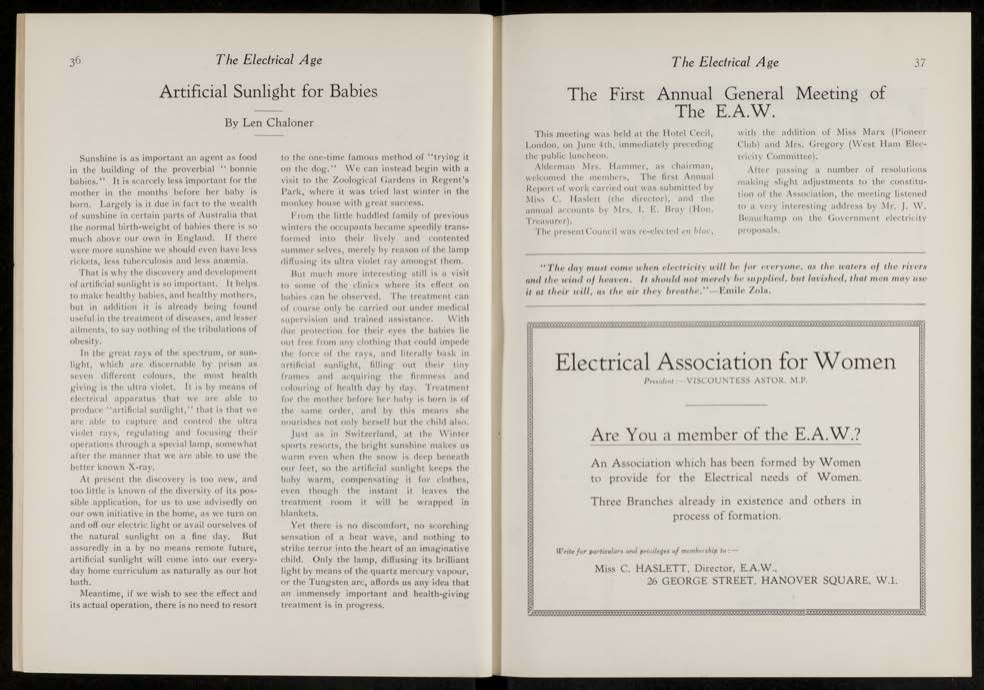 36
The Electrical Age
Artificial Sunlight for Babies
By Len Chaloner
Sunshine is as important an agent as food
in the building of the proverbial " bonnie
babies." It is scarcely less important for the
mother in the months before her baby is
born. Largely is it due in fact to the wealth
of sunshine in certain parts of Australia that
the normal birth-weight of babies there is so
much above our own in England. If there
were more sunshine we should even have less
rickets, less tuberculosis and less anæmia.
That is why the discovery and development
of artificial sunlight is so important. It helps
to make healthy babies, and healthy mothers,
but in addition it is already being found
useful in the treatment of diseases, and lesser
ailments, to say nothing of the tribulations of
obesity.
In the great rays of the spectrum, or sun-
light, which are discernable by prism as
seven different colours, the most health
giving is the ultra violet. It is by means of
electrical apparatus that we are able to
produce "artificial sunlight," that is that we
are able to capture and control the ultra
violet rays, regulating and focusing their
operations through a special lamp, somewhat
after the manner that we are able to use the
better known X-ray.
At present the discovery is too new, and
too little is known of the diversity of its pos-
sible application, for us to use advisedly on
our own initiative in the home, as we turn on
and off our electric light or avail ourselves of
the natural sunlight on a fine day. But
assuredly in a by no means remote future,
artificial sunlight will come into our every-
day home curriculum as naturally as our hot
bath.
Meantime, if we wish to see the effect and
its actual operation, there is no need to resort
to the one-time famous method of "trying it
on the dog." We can instead begin with a
visit to the Zoological Gardens in Regent's
Park, where it was tried last winter in the
monkey house with great success.
From the little huddled family of previous
winters the occupants became speedily trans-
formed into their lively and contented
summer selves, merely by reason of the lamp
diffusing its ultra violet ray amongst them.
But much more interesting still is a visit
to some of the clinics where its effect on
babies can be observed. The treatment can
of course only be carried out under medical
supervision and trained assistance. With
due protection for their eyes the babies lie
out free from any clothing that could impede
the force of the rays, and literally bask in
artificial sunlight, filling out their tiny
frames and acquiring the firmness and
colouring of health day by day. Treatment
for the mother before her baby is born is of
the same order, and by this means she
nourishes not only herself but the child also.
Just as in Switzerland, at the Winter
sports resorts, the bright sunshine makes us
warm even when the snow is deep beneath
our feet, so the artificial sunlight keeps the
baby warm, compensating it for clothes,
even though the instant it leaves the
treatment room it will be wrapped in
blankets.
Yet there is no discomfort, no scorching
sensation of a heat wave, and nothing to
strike terror into the heart of an imaginative
child. Only the lamp, diffusing its brilliant
light by means of the quartz mercury vapour,
or the Tungsten arc, affords us any idea that
an immensely important and health-giving
treatment is in progress.
The Electrical Age
37
The First Annual General Meeting of
The E.A.W.
This meeting was held at the Hotel Cecil,
London, on June 4th, immediately preceding
the public luncheon.
Alderman Mrs. Hammer, as chairman,
welcomed the members. The first Annual
Report of work carried out was submitted by
Miss C. Haslett (the director), and the
annual accounts by Mrs. I. E. Bray (Hon.
Treasurer).
The present Council was re-elected en bloc,
with the addition of Miss Marx (Pioneer
Club) and Mrs. Gregory (West Ham Elec-
tricity Committee).
After passing a number of resolutions
making slight adjustments to the constitu-
tion of the Association, the meeting listened
to a very interesting address by Mr. J. W.
Beauchamp on the Government electricity
proposals.
"The day must come when electricity will be for everyone, as the waters of the rivers
and the wind of heaven. It should not merely be supplied, but lavished, that men may use
it at their will, as the air they breathe."—Emile Zola.
Electrical Association for Women
President:—VISCOUNTESS ASTOR, M.P.
Are You a member of the E.A.W.?
An Association which has been formed by Women
to provide for the Electrical needs of Women.
Three Branches already in existence and others in
process of formation.
Write for particulars and privileges of membership to:—
Miss C. HASLETT, Director, E.A.W.,
26 GEORGE STREET, HANOVER SQUARE, W.1.